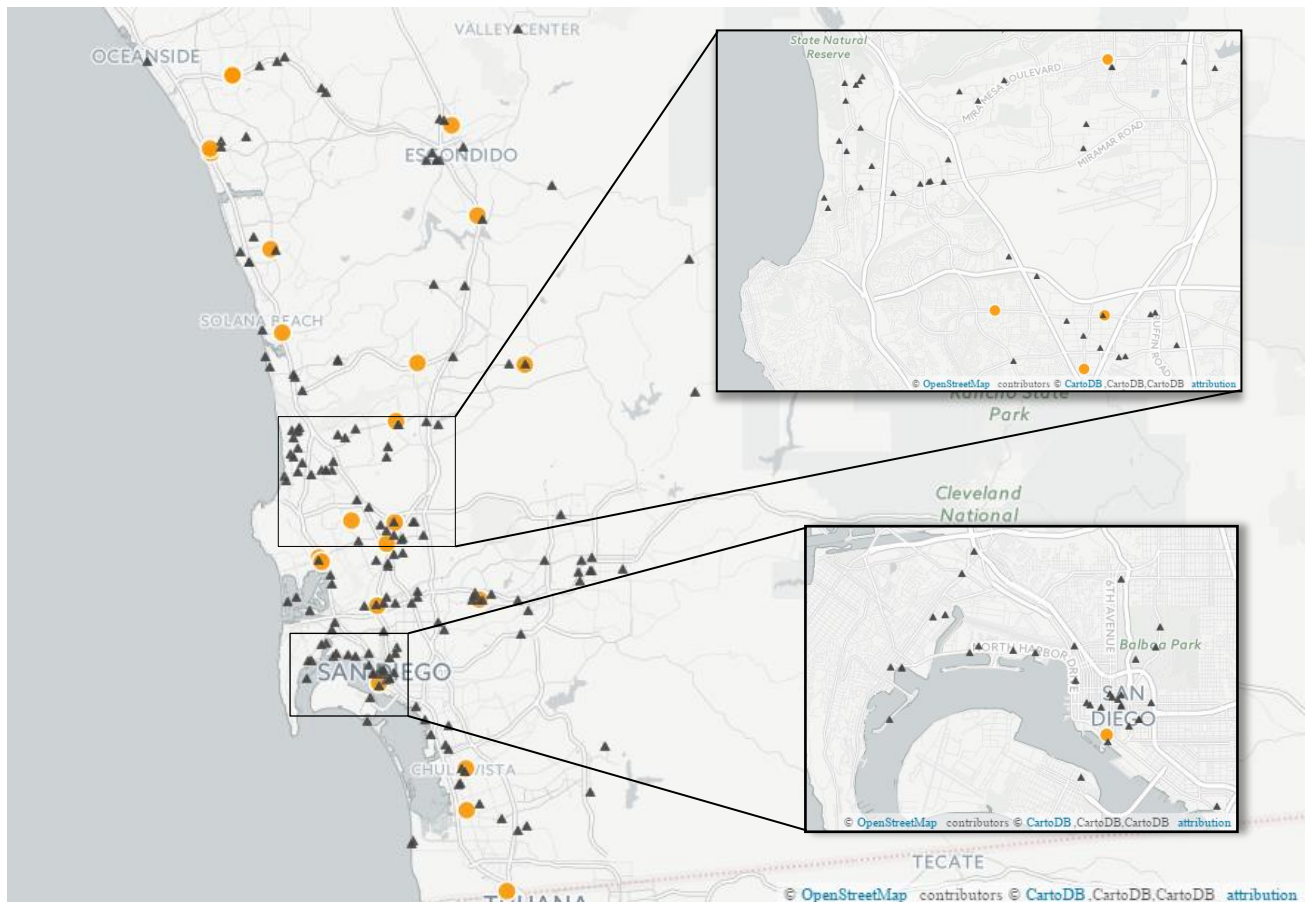 VALLEY CENTER
OCEANSIDE
ESCONDIDO
SOLANA BEACH
State Natural
Reserve
MIRA MESA BOULEVARD
MIRAMAR ROAD
RUFFIN ROAD
© OpenStreetMap contributors © CartoDB ,CartoDB,CartoDB attribution
Rancho State
Park
Cleveland
National
6TH AVENUE
Balboa Park
NORTH HARBOR DRIVE
SAN
DIEGO
© OpenStreetMap contributors © CartoDB ,CartoDB,CartoDB attribution
SAN DIEGO
CHULA VISTA
TECATE
TIJUANA
© OpenStreetMap contributors © CartoDB ,CartoDB,CartoDB attribution